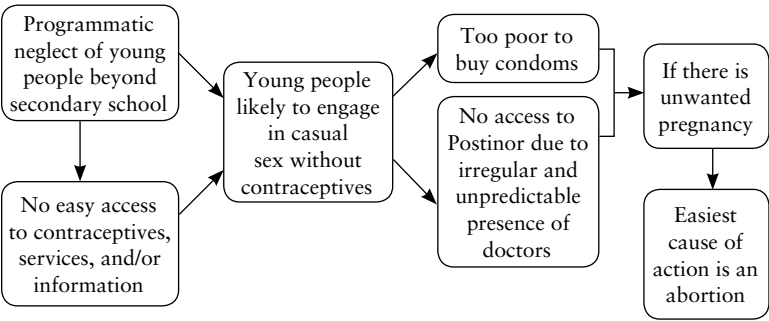 Programmatic
neglect of young
people beyond
secondary school
No easy access
to contraceptives,
services, and/or
information
Young people
likely to engage
in casual
sex without
contraceptives
Too poor to
buy condoms
No access to
Postinor due to
irregular and
unpredictable
presence of
doctors
If there is
unwanted
pregnancy
Easiest
cause of
action is an
abortion